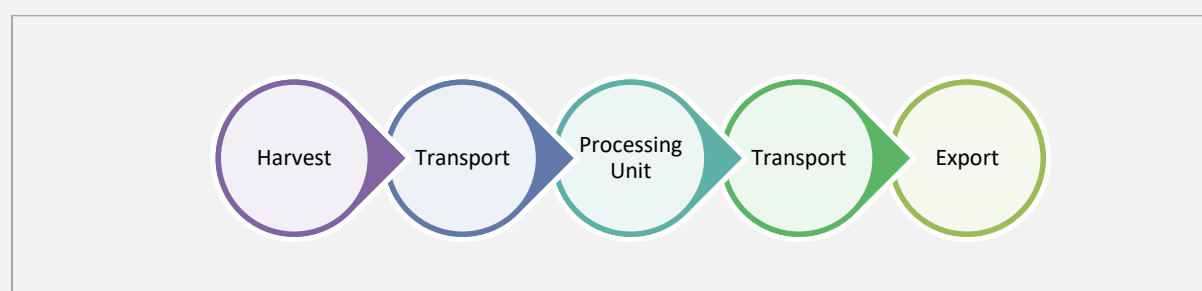 Harvest
Transport
Processing
Unit
Transport
Export